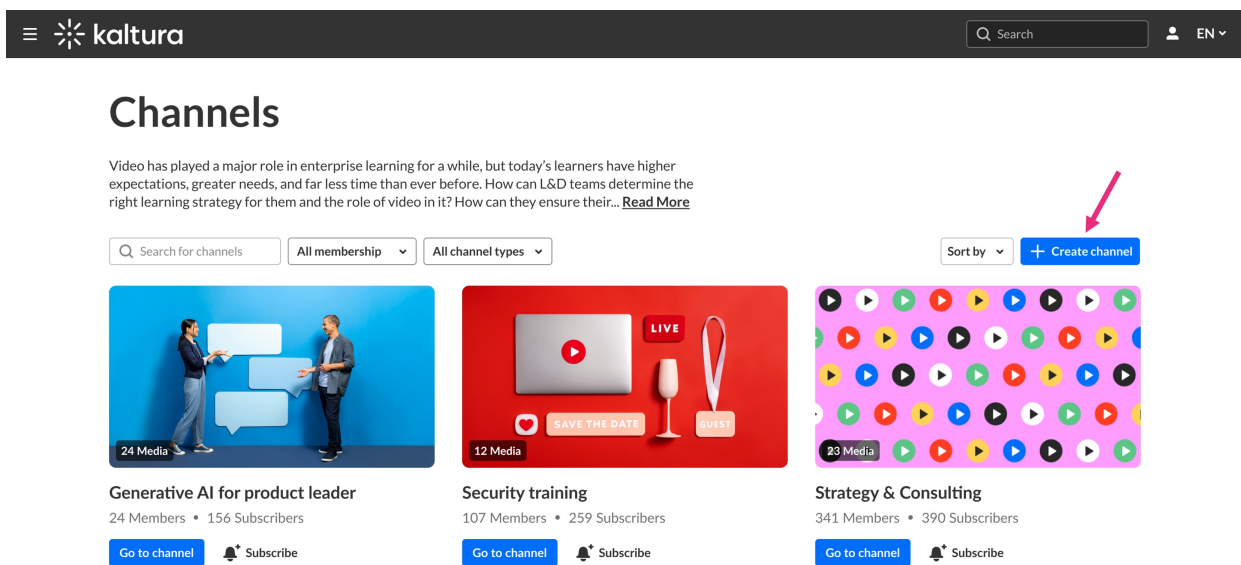 kaltura
Search
EN
Channels
Video has played a major role in enterprise learning for a while, but today’s learners have higher
expectations, greater needs, and far less time than ever before. How can L&D teams determine the
right learning strategy for them and the role of video in it? How can they ensure their... Read More
Search for channels
All membership
All channel types
Sort by
Create channel
LIVE
SAVE THE DATE
GUEST
24 Media
12 Media
23 Media
Generative AI for product leader
24 Members • 156 Subscribers
Go to channel
Subscribe
Security training
107 Members • 259 Subscribers
Go to channel
Subscribe
Strategy & Consulting
341 Members • 390 Subscribers
Go to channel
Subscribe